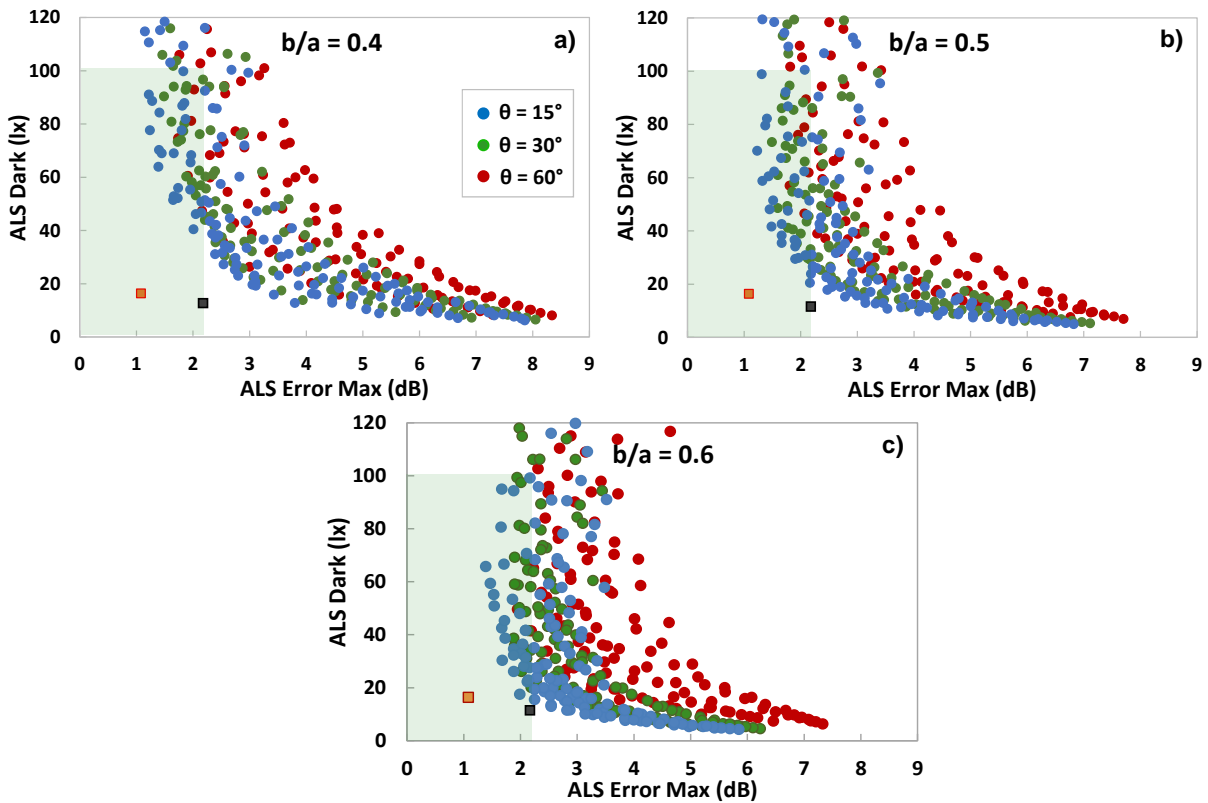 120
100
80
60
40
20
0
ALS Dark (lx)
b/a = 0.4
a)
θ = 15°
θ = 30°
θ = 60°
0 1 2 3 4 5 6 7 8 9
ALS Error Max (dB)
120
100
80
60
40
20
0
ALS Dark (lx)
b/a = 0.5
b)
0 1 2 3 4 5 6 7 8 9
ALS Error Max (dB)
120
100
80
60
40
20
0
ALS Dark (lx)
b/a = 0.6
c)
0 1 2 3 4 5 6 7 8 9
ALS Error Max (dB)